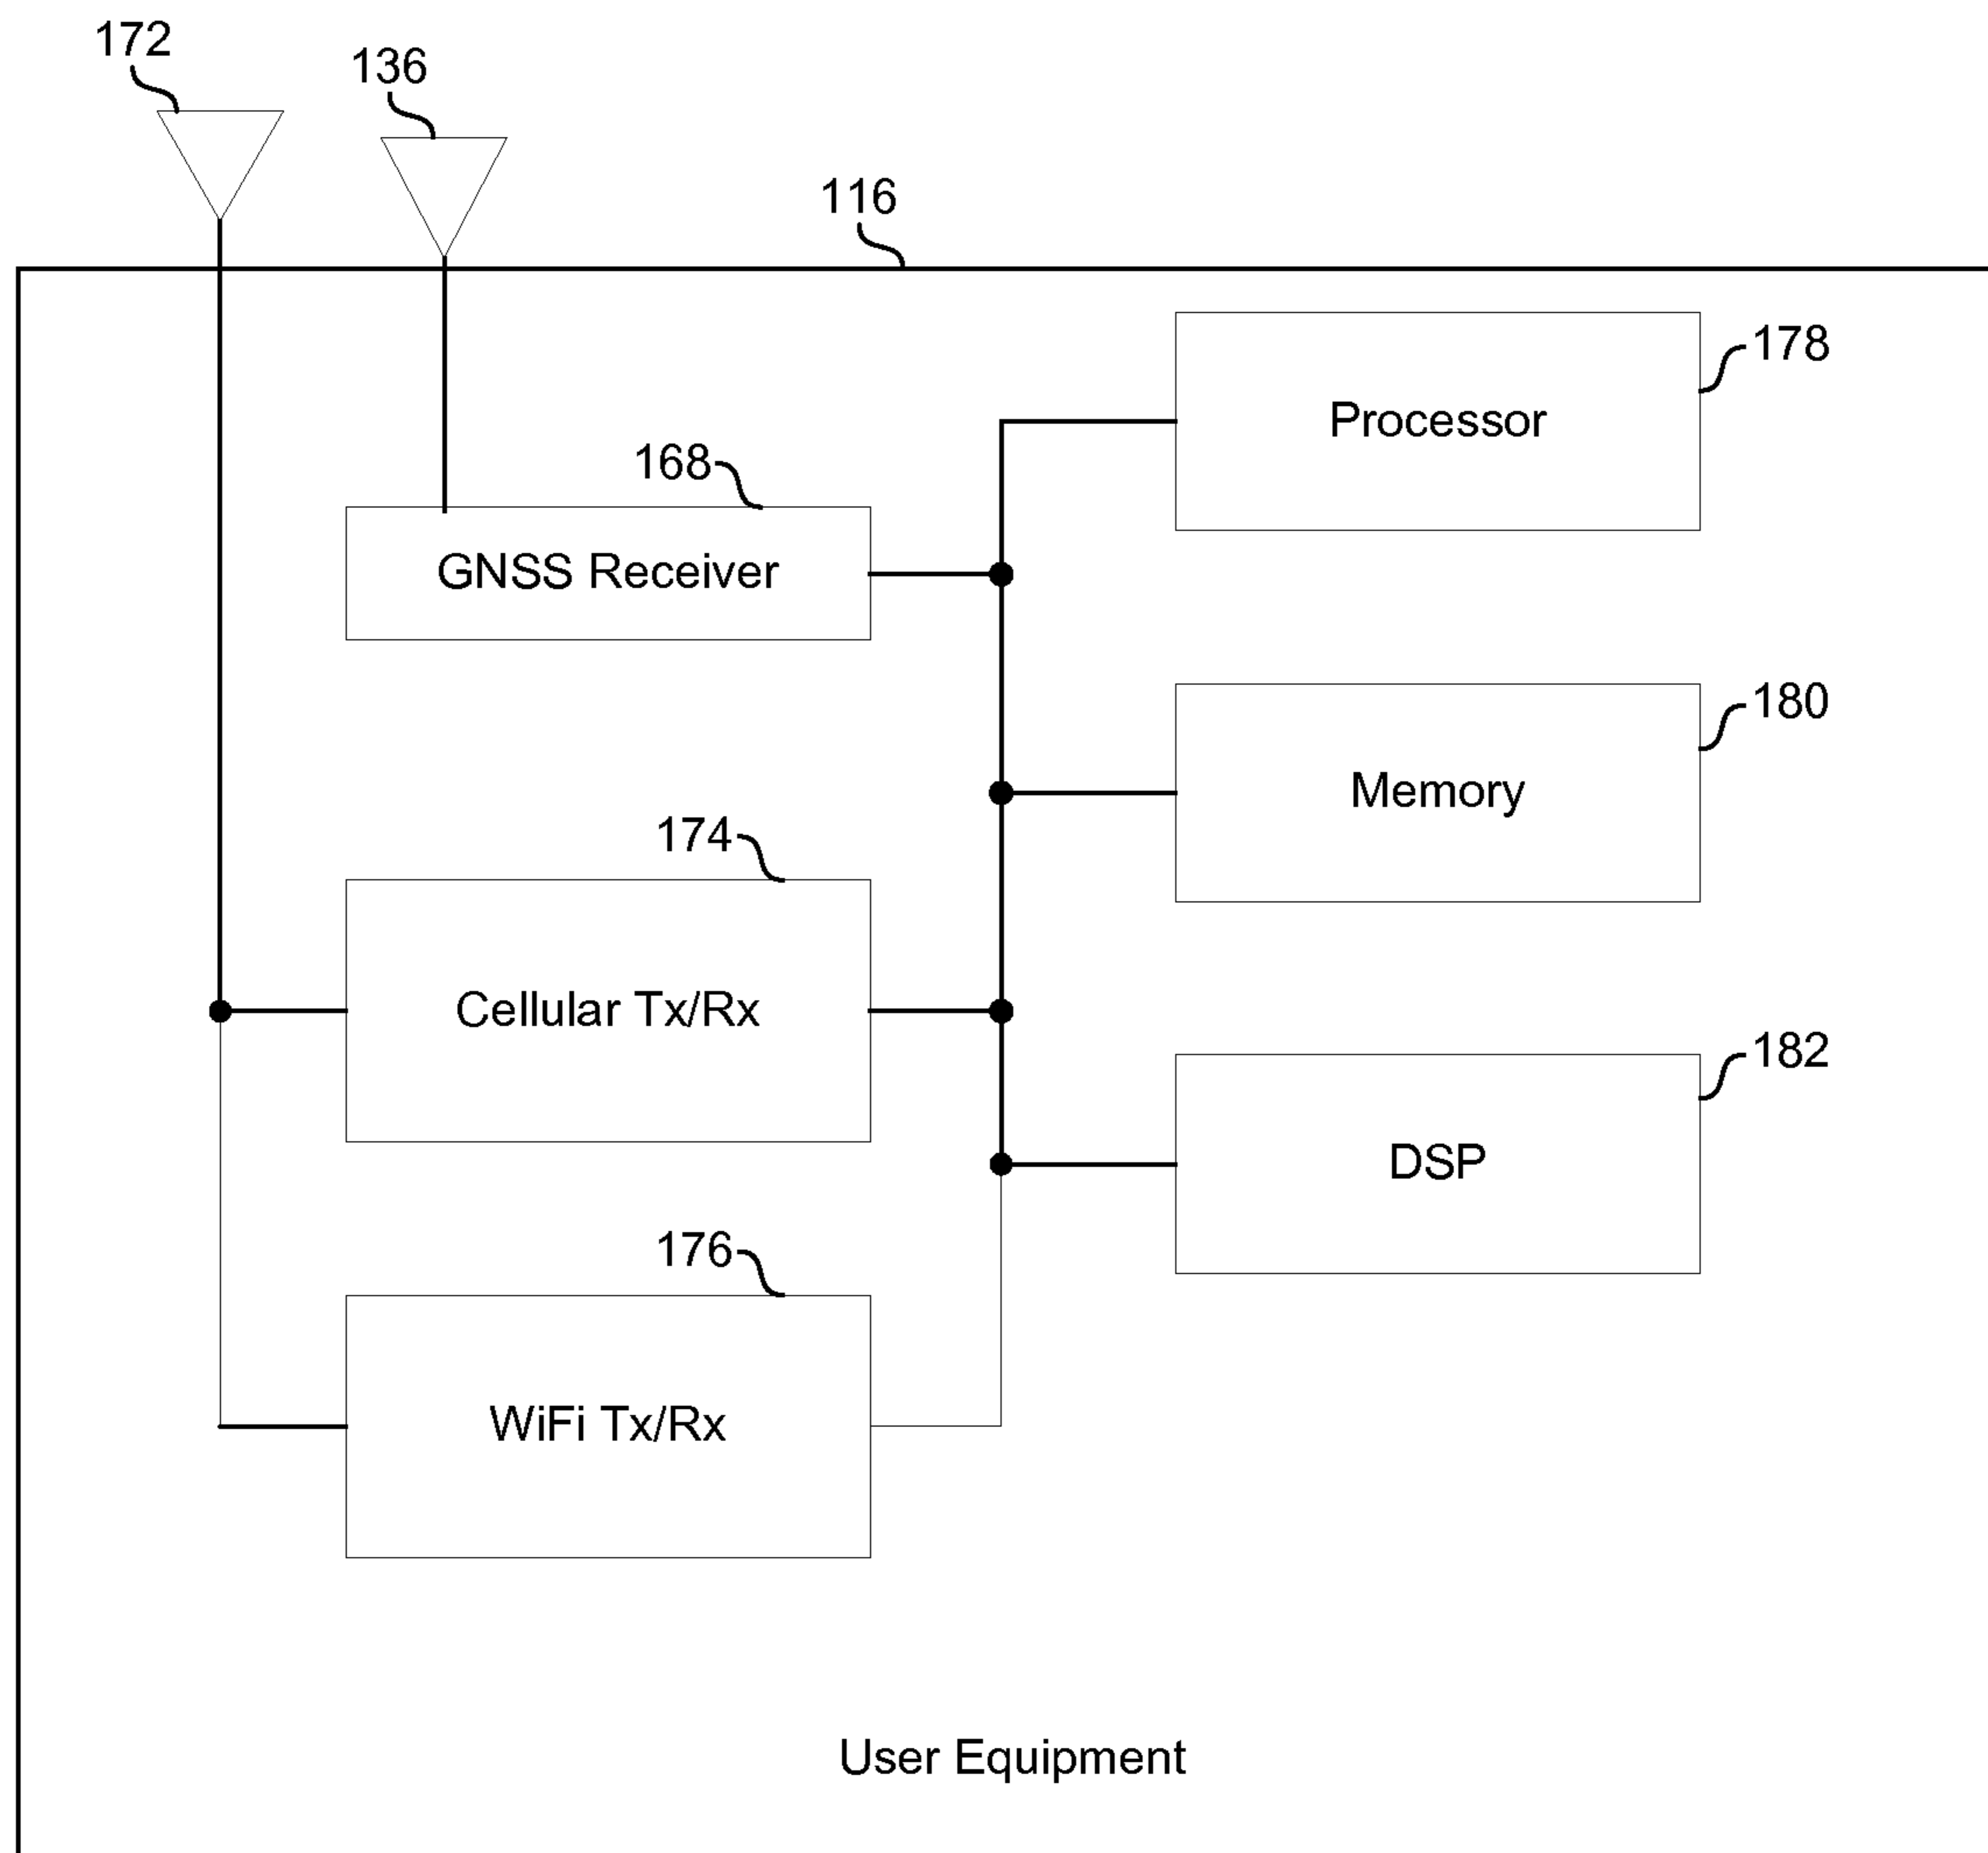 172
136
116
178
Processor
168
GNSS Receiver
180
Memory
174
Cellular Tx/Rx
182
DSP
176
WiFi Tx/Rx
User Equipment